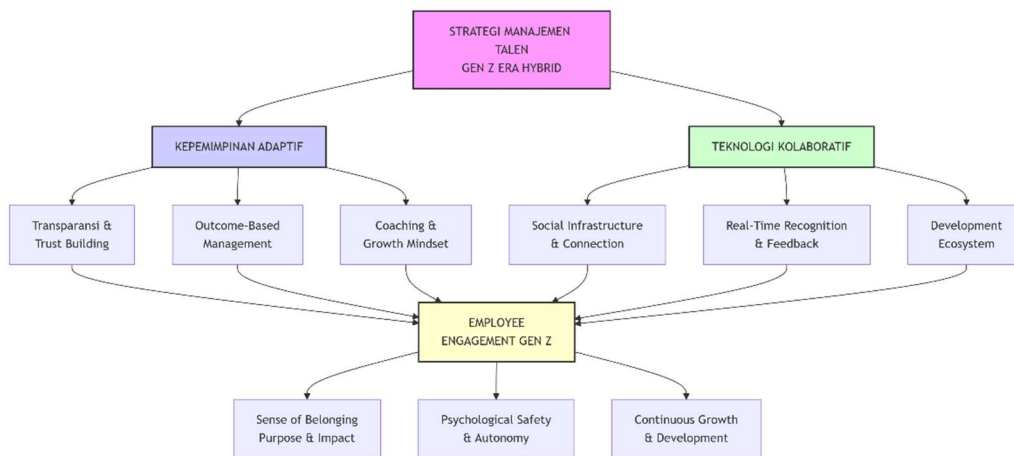 STRATEGI MANAJEMEN
TALEN
GEN Z ERA HYBRID
KEPEMIMPINAN ADAPTIF
TEKNOLOGI KOLABORATIF
Transparansi &
Trust Building
Outcome-Based
Management
Coaching &
Growth Mindset
Social Infrastructure
& Connection
Real-Time Recognition
& Feedback
Development
Ecosystem
EMPLOYEE
ENGAGEMENT GEN Z
Sense of Belonging
Purpose & Impact
Psychological Safety
& Autonomy
Continuous Growth
& Development